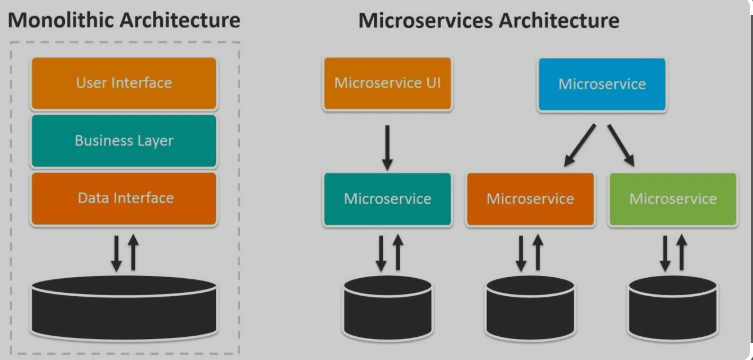 Monolithic Architecture
User Interface
Business Layer
Data Interface
Microservices Architecture
Microservice UI
Microservice
Microservice
Microservice
Microservice